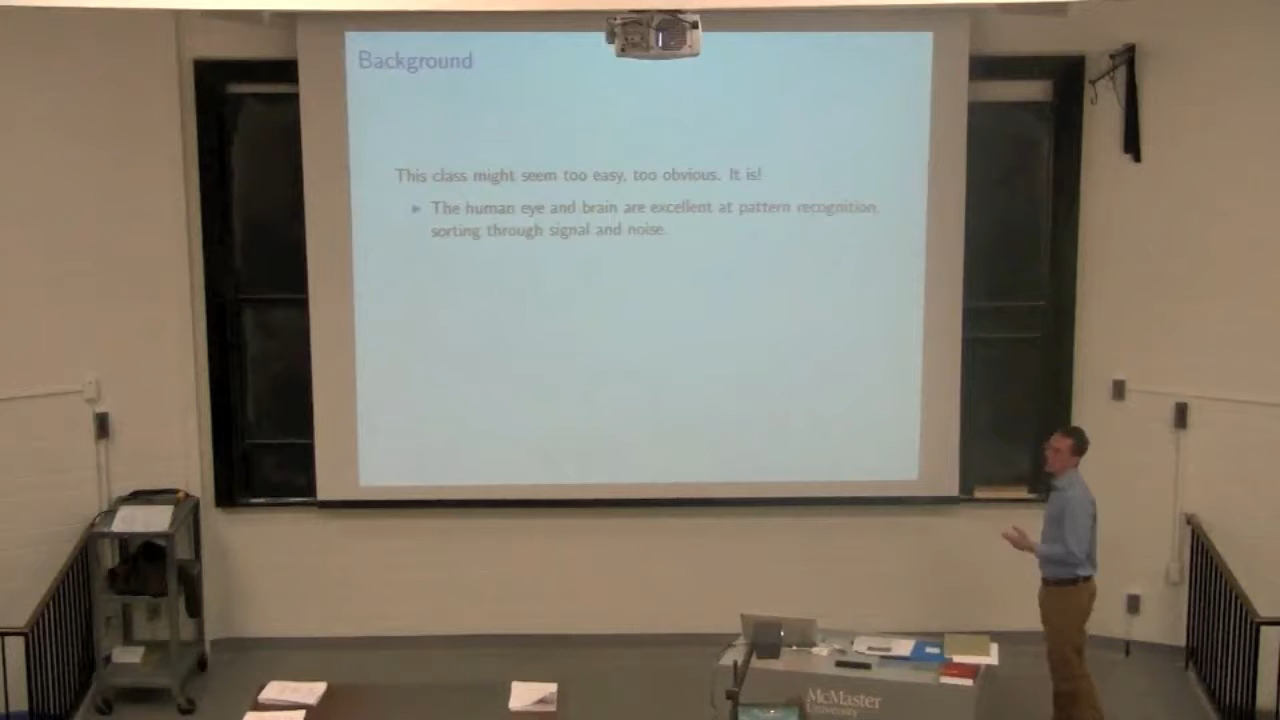 Background
This class might seem too easy, too obvious. It is!
▸ The human eye and brain are excellent at pattern recognition,
sorting through signal and noise.
McMaster
University